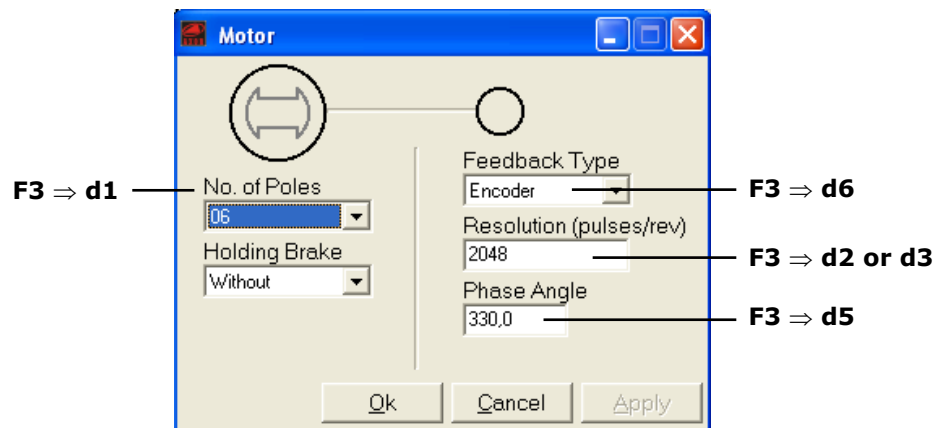 Motor
F3 ⇒ d1
No. of Poles
06
Holding Brake
Without
Feedback Type
Encoder
F3 ⇒ d6
Resolution (pulses/rev)
2048
F3 ⇒ d2 or d3
Phase Angle
330,0
F3 ⇒ d5
Ok
Cancel
Apply